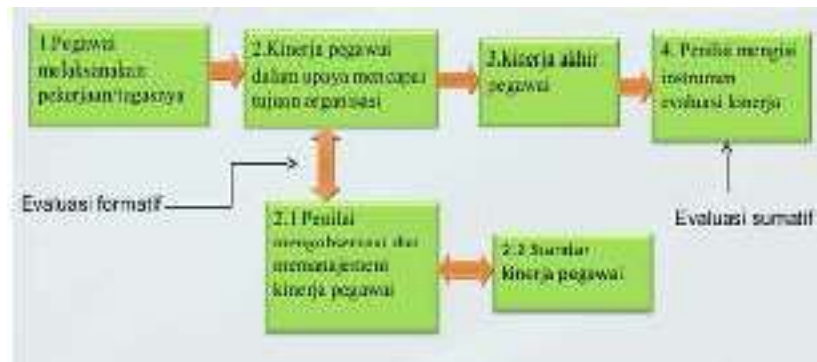 1.Pegawai
melaksanakan
pekerjaan/tugasnya
2.Kinerja pegawai
dalam upaya mencapai
tujuan organisasi
3.kinerja akhir
pegawai
4. Penilai mengisi
instrumen
evaluasi kinerja
Evaluasi formatif
2.1 Penilai
mengobservasi dan
memanajemeni
kinerja pegawai
2.2 Standar
kinerja pegawai
Evaluasi sumatif